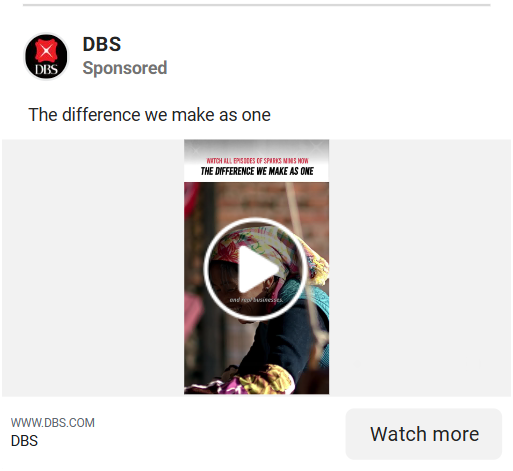 DBS
DBS
Sponsored
The difference we make as one
WATCH ALL EPISODES OF SPARKS MINIS NOW
THE DIFFERENCE WE MAKE AS ONE
and real businesses.
WWW.DBS.COM
DBS
Watch more